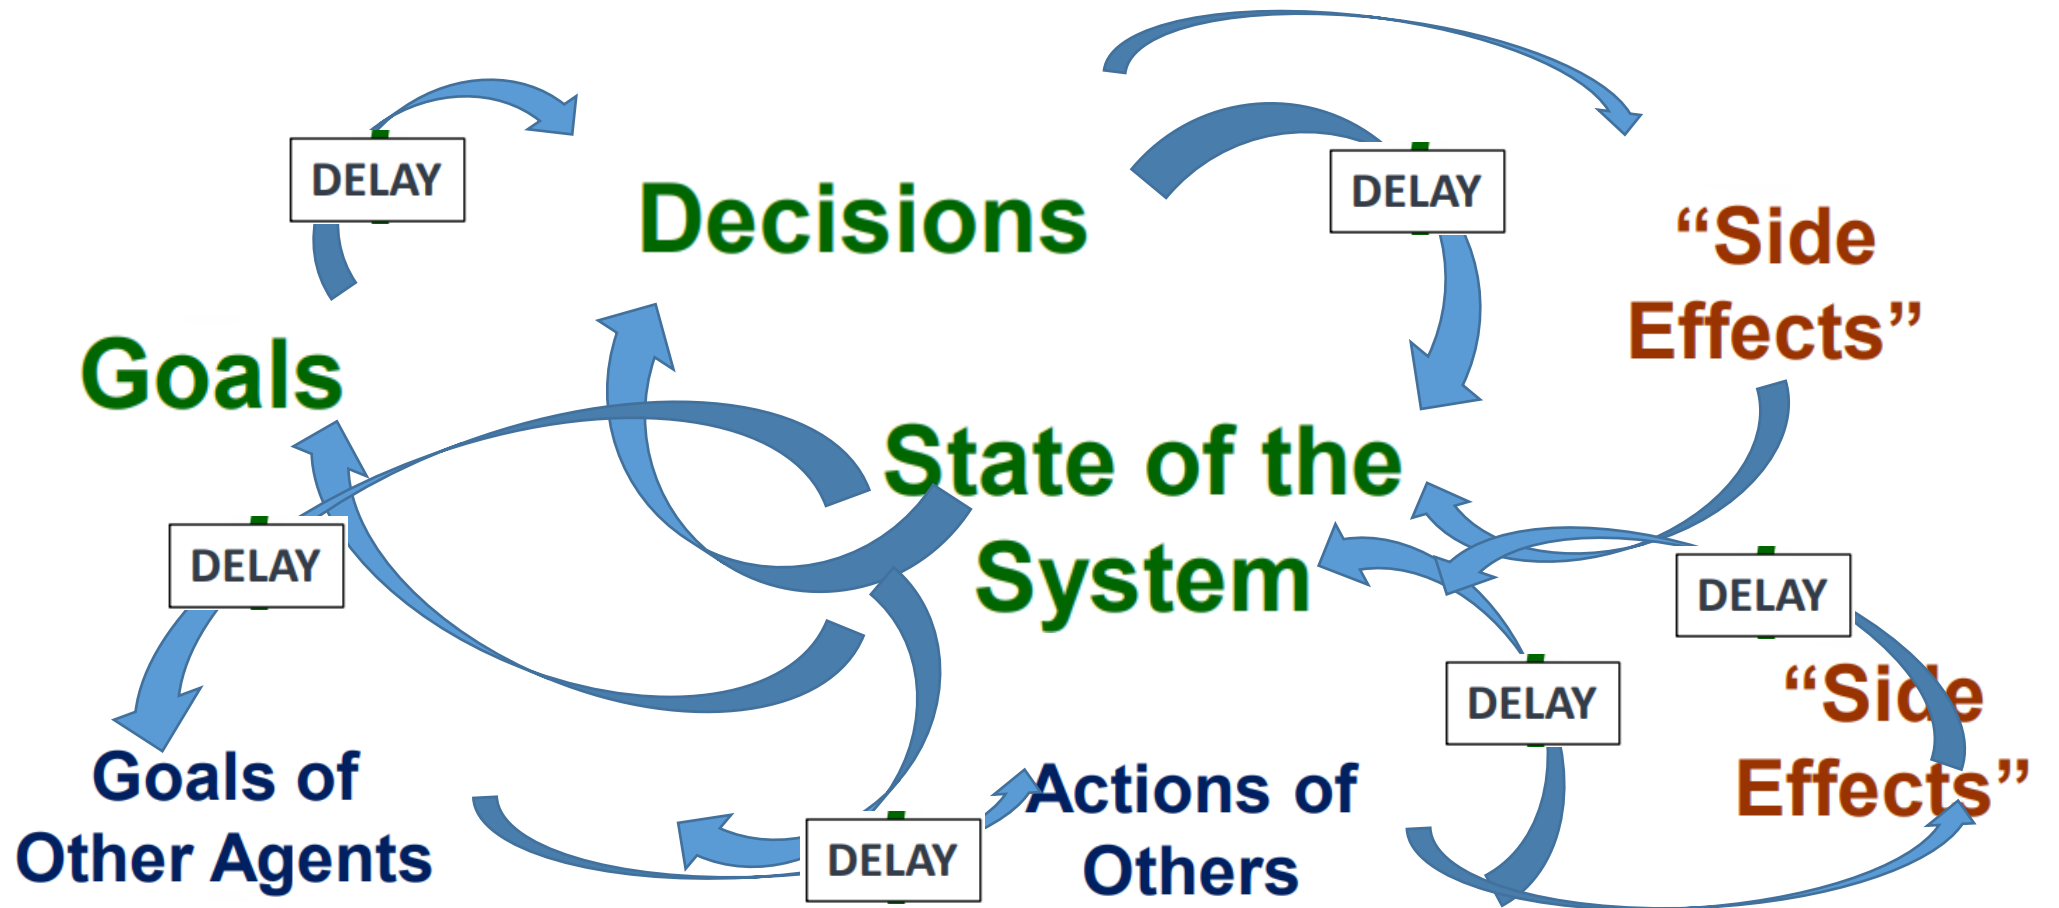 DELAY
DELAY
Decisions
“Side
Effects”
Goals
State of the
System
DELAY
DELAY
DELAY
“Side
Effects”
Goals of
Other Agents
Actions of
Others
DELAY